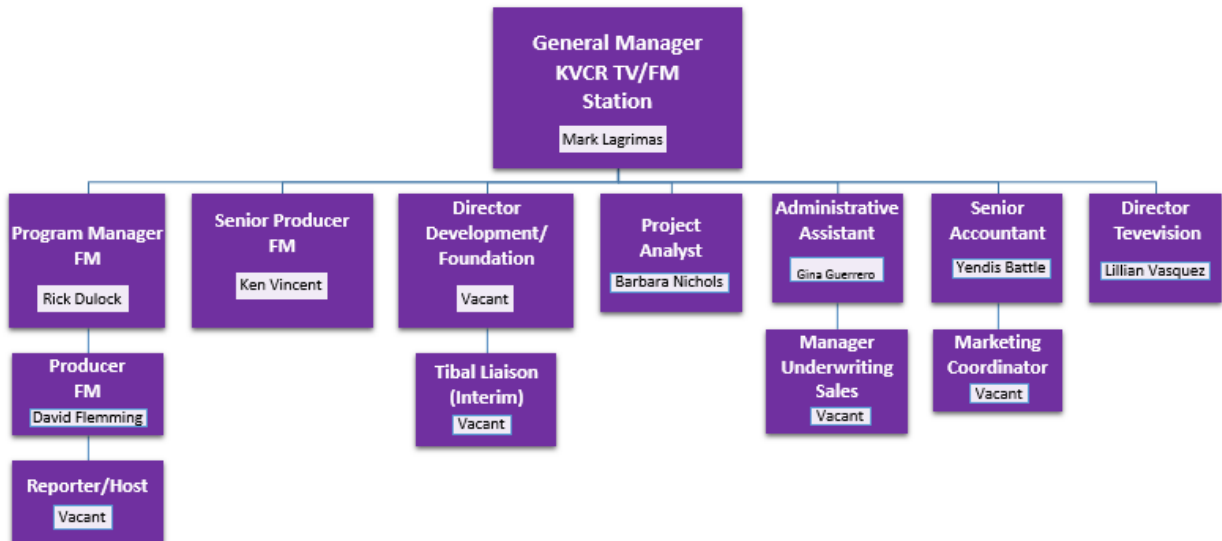 General Manager
KVCR TV/FM
Station
Mark Lagrimas
Program Manager
FM
Rick Dulock
Senior Producer
FM
Ken Vincent
Director
Development/
Foundation
Vacant
Project
Analyst
Barbara Nichols
Administrative
Assistant
Gina Guerrero
Senior
Accountant
Yendis Battle
Director
Tevevision
Lillian Vasquez
Producer
FM
David Flemming
Tibal Liaison
(Interim)
Vacant
Manager
Underwriting
Sales
Vacant
Marketing
Coordinator
Vacant
Reporter/Host
Vacant